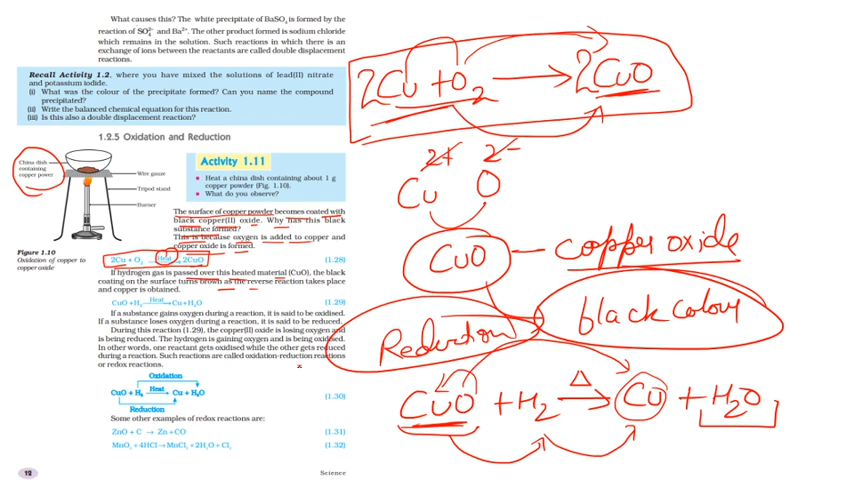 What causes this? The white precipitate of BaSO₄ is formed by the
reaction of SO₄²⁻ and Ba²⁺. The other product formed is sodium chloride
which remains in the solution. Such reactions in which there is an
exchange of ions between the reactants are called double displacement
reactions.
Recall Activity 1.2, where you have mixed the solutions of lead(II) nitrate
and potassium iodide.
(i) What was the colour of the precipitate formed? Can you name the compound
precipitated?
(ii) Write the balanced chemical equation for this reaction.
(iii) Is this also a double displacement reaction?
1.2.5 Oxidation and Reduction
China dish
containing
copper power
Wire gauze
Tripod stand
Burner
Figure 1.10
Oxidation of copper to
copper oxide
Activity 1.11
• Heat a china dish containing about 1 g
copper powder (Fig. 1.10).
• What do you observe?
The surface of copper powder becomes coated with
black copper(II) oxide. Why has this black
substance formed?
This is because oxygen is added to copper and
copper oxide is formed.
2Cu + O₂ —Heat→ 2CuO (1.28)
If hydrogen gas is passed over this heated material (CuO), the black
coating on the surface turns brown as the reverse reaction takes place
and copper is obtained.
CuO + H₂ —Heat→ Cu + H₂O (1.29)
If a substance gains oxygen during a reaction, it is said to be oxidised.
If a substance loses oxygen during a reaction, it is said to be reduced.
During this reaction (1.29), the copper(II) oxide is losing oxygen and
is being reduced. The hydrogen is gaining oxygen and is being oxidised.
In other words, one reactant gets oxidised while the other gets reduced
during a reaction. Such reactions are called oxidation-reduction reactions
or redox reactions.
Oxidation
CuO + H₂ —Heat→ Cu + H₂O (1.30)
Reduction
Some other examples of redox reactions are:
ZnO + C → Zn + CO (1.31)
MnO₂ + 4HCl → MnCl₂ + 2H₂O + Cl₂ (1.32)
12
Science
2Cu + O₂ → 2CuO
2+ 2-
Cu O
CuO — copper oxide
black colour
Reduction
CuO + H₂ —Δ→ Cu + H₂O